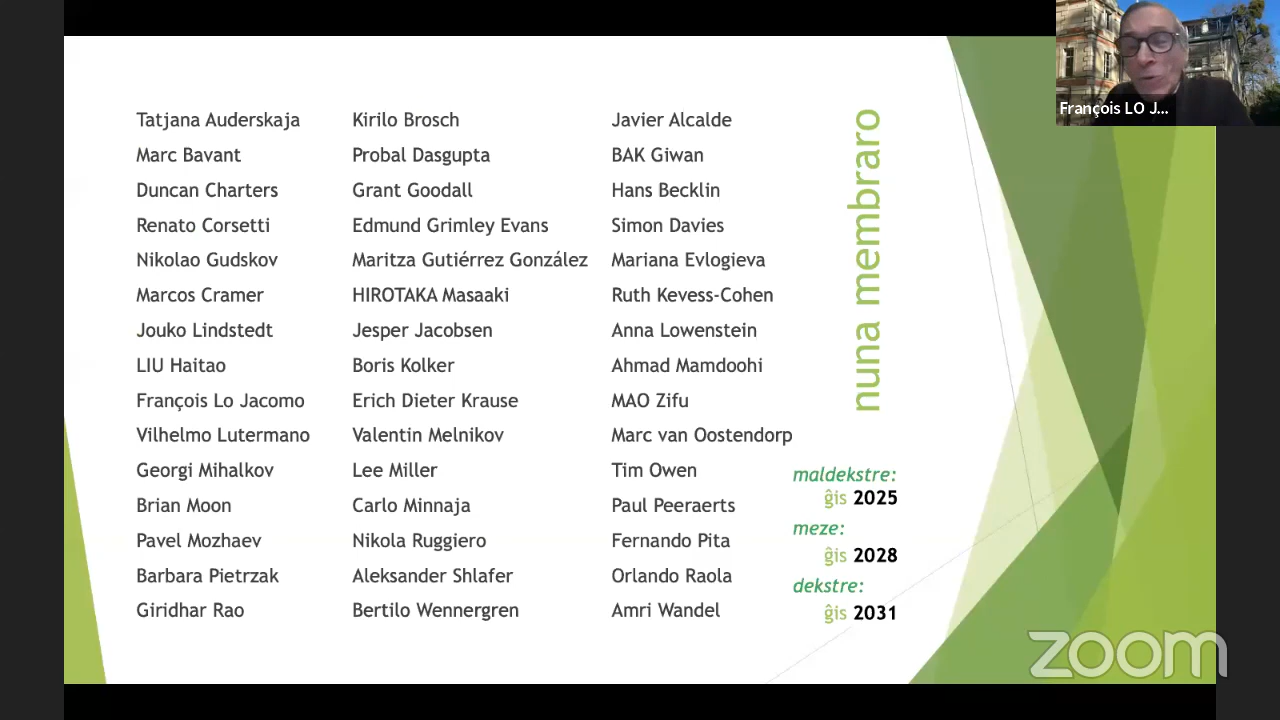 François LO J...
Tatjana Auderskaja
Marc Bavant
Duncan Charters
Renato Corsetti
Nikolao Gudskov
Marcos Cramer
Jouko Lindstedt
LIU Haitao
François Lo Jacomo
Vilhelmo Lutermano
Georgi Mihalkov
Brian Moon
Pavel Mozhaev
Barbara Pietrzak
Giridhar Rao
Kirilo Brosch
Probal Dasgupta
Grant Goodall
Edmund Grimley Evans
Maritza Gutiérrez González
HIROTAKA Masaaki
Jesper Jacobsen
Boris Kolker
Erich Dieter Krause
Valentin Melnikov
Lee Miller
Carlo Minnaja
Nikola Ruggiero
Aleksander Shlafer
Bertilo Wennergren
Javier Alcalde
BAK Giwan
Hans Becklin
Simon Davies
Mariana Evlogieva
Ruth Kevess-Cohen
Anna Lowenstein
Ahmad Mamdoohi
MAO Zifu
Marc van Oostendorp
Tim Owen
Paul Peeraerts
Fernando Pita
Orlando Raola
Amri Wandel
nuna membraro
maldekstre:
ĝis 2025
meze:
ĝis 2028
dekstre:
ĝis 2031
zoom